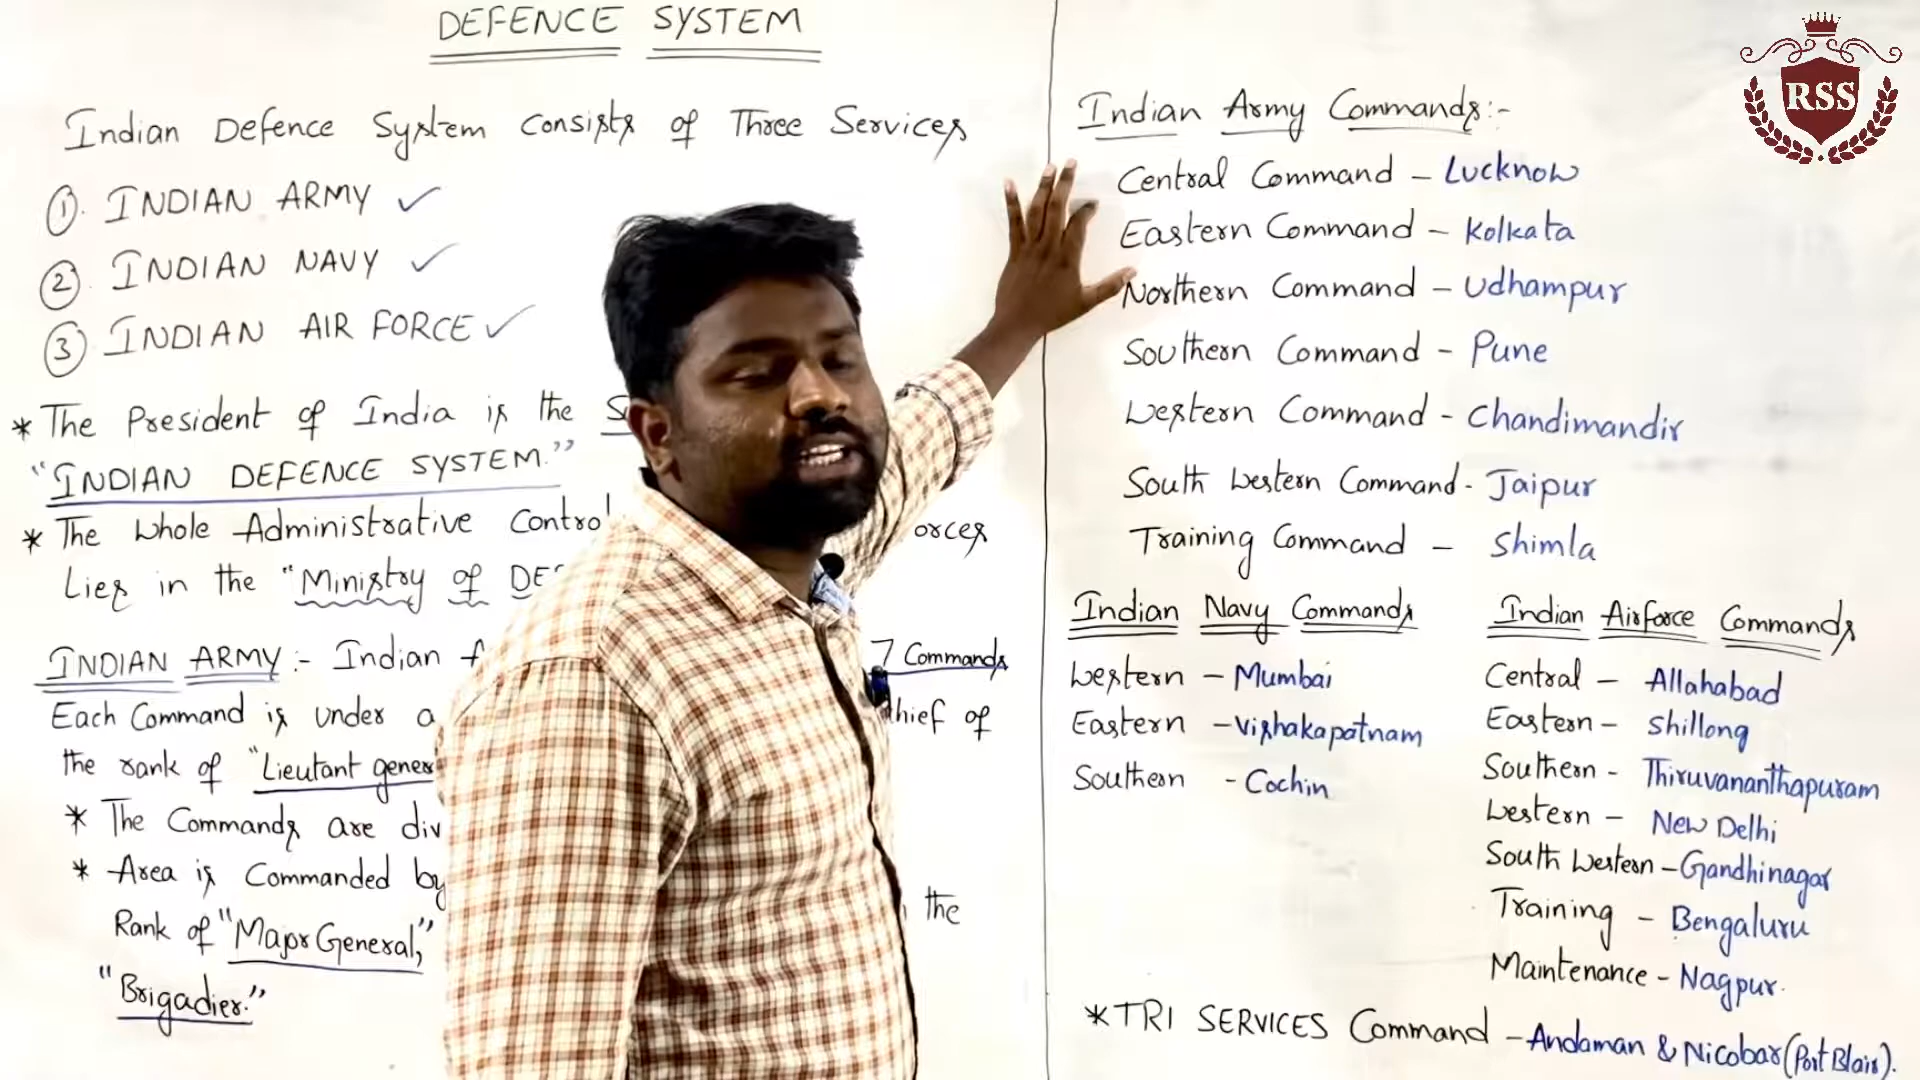 DEFENCE SYSTEM
Indian Defence System Consists of Three Services
1. INDIAN ARMY ✓
2 INDIAN NAVY ✓
3 INDIAN AIR FORCE ✓
* The President of India is the
"INDIAN DEFENCE SYSTEM."
* The Whole Administrative Control
Lies in the "Ministry of
INDIAN ARMY :- Indian 7 Commands
Each Command is under a of
the rank of "Lieutant
* The Commands are
* Area is Commanded by
Rank of "Major General," the
"Brigadier."
Indian Army Commands:-
Central Command - Lucknow
Eastern Command - Kolkata
Northern Command - Udhampur
Southern Command - Pune
Western Command - Chandimandir
South Western Command - Jaipur
Training Command - Shimla
Indian Navy Commands
Western - Mumbai
Eastern - Vishakapatnam
Southern - Cochin
Indian Airforce Commands
Central - Allahabad
Eastern - Shillong
Southern - Thiruvananthapuram
Western - New Delhi
South Western - Gandhinagar
Training - Bengaluru
Maintenance - Nagpur.
* TRI SERVICES Command - Andaman & Nicobar (Port Blair).
RSS